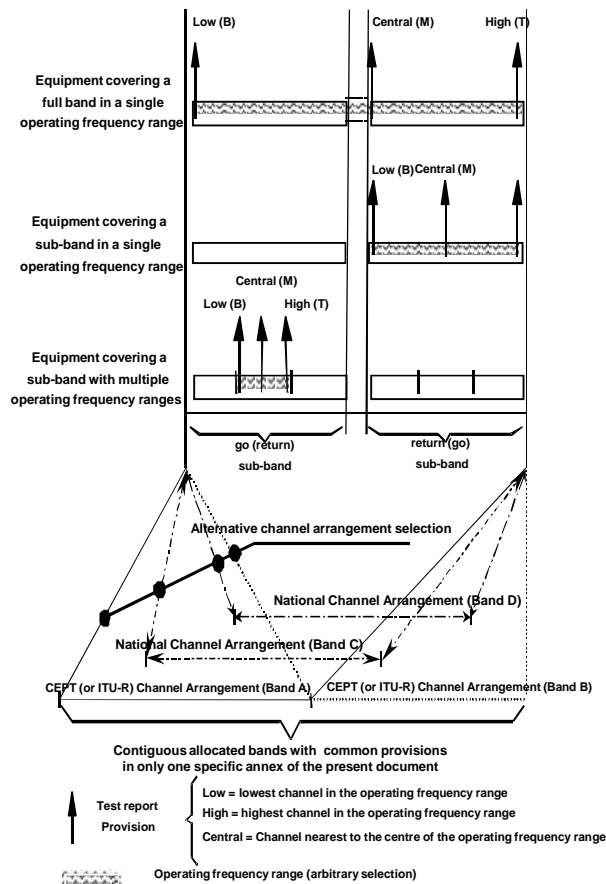 Low (B)
Central (M)
High (T)
Equipment covering a
full band in a single
operating frequency range
Low (B)Central (M)
Equipment covering a
sub-band in a single
operating frequency range
Central (M)
Low (B)
High (T)
Equipment covering a
sub-band with multiple
operating frequency ranges
go (return)
sub-band
return (go)
sub-band
Alternative channel arrangement selection
National Channel Arrangement (Band D)
National Channel Arrangement (Band C)
CEPT (or ITU-R) Channel Arrangement (Band A)
CEPT (or ITU-R) Channel Arrangement (Band B)
Contiguous allocated bands with common provisions
in only one specific annex of the present document
Test report
Provision
Low = lowest channel in the operating frequency range
High = highest channel in the operating frequency range
Central = Channel nearest to the centre of the operating frequency range
Operating frequency range (arbitrary selection)